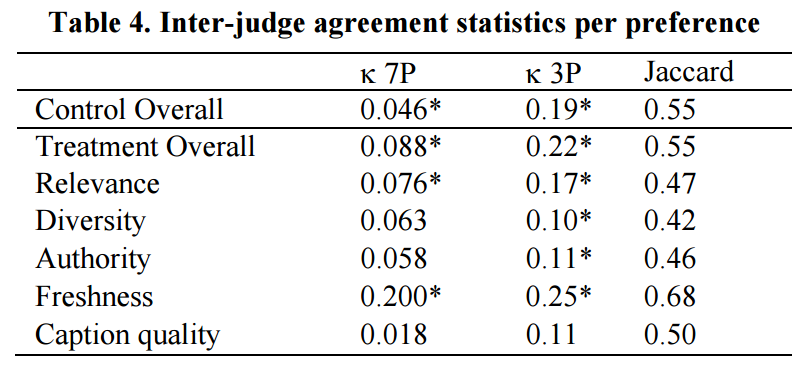 Table 4. Inter-judge agreement statistics per preference
κ 7P κ 3P Jaccard
Control Overall 0.046* 0.19* 0.55
Treatment Overall 0.088* 0.22* 0.55
Relevance 0.076* 0.17* 0.47
Diversity 0.063 0.10* 0.42
Authority 0.058 0.11* 0.46
Freshness 0.200* 0.25* 0.68
Caption quality 0.018 0.11 0.50